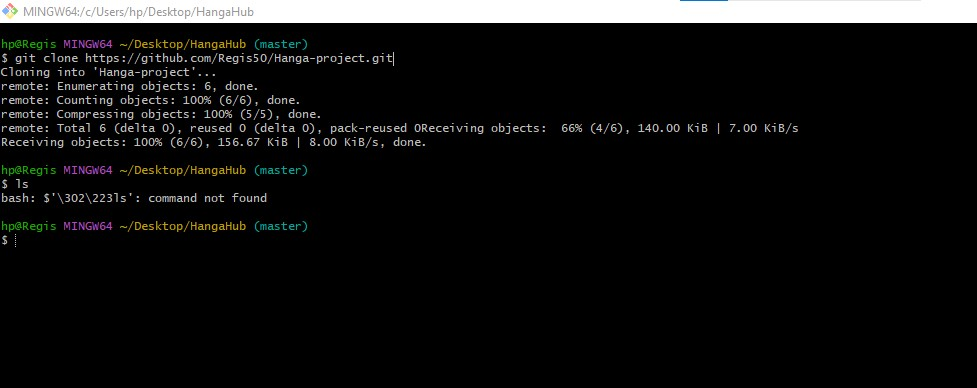 MINGW64:/c/Users/hp/Desktop/HangaHub
hp@Regis MINGW64 ~/Desktop/HangaHub (master)
$ git clone https://github.com/Regis50/Hanga-project.git
Cloning into 'Hanga-project'...
remote: Enumerating objects: 6, done.
remote: Counting objects: 100% (6/6), done.
remote: Compressing objects: 100% (5/5), done.
remote: Total 6 (delta 0), reused 0 (delta 0), pack-reused 0Receiving objects:  66% (4/6), 140.00 KiB | 7.00 KiB/s
Receiving objects: 100% (6/6), 156.67 KiB | 8.00 KiB/s, done.
hp@Regis MINGW64 ~/Desktop/HangaHub (master)
$ ls
bash: $'\302\223ls': command not found
hp@Regis MINGW64 ~/Desktop/HangaHub (master)
$